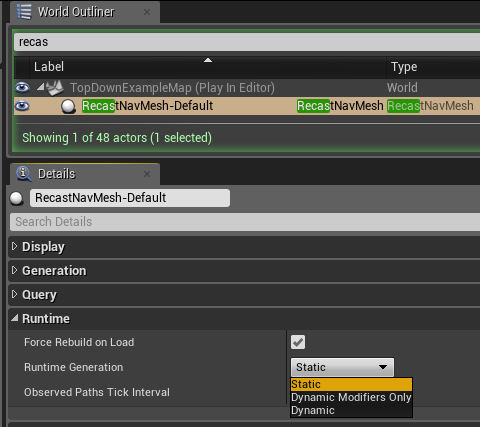 World Outliner
recas
Label
Type
TopDownExampleMap (Play In Editor)
World
RecastNavMesh-Default
RecastNavMesh
RecastNavMesh
Showing 1 of 48 actors (1 selected)
Details
RecastNavMesh-Default
Search Details
Display
Generation
Query
Runtime
Force Rebuild on Load
Runtime Generation
Static
Static
Dynamic Modifiers Only
Observed Paths Tick Interval
Dynamic